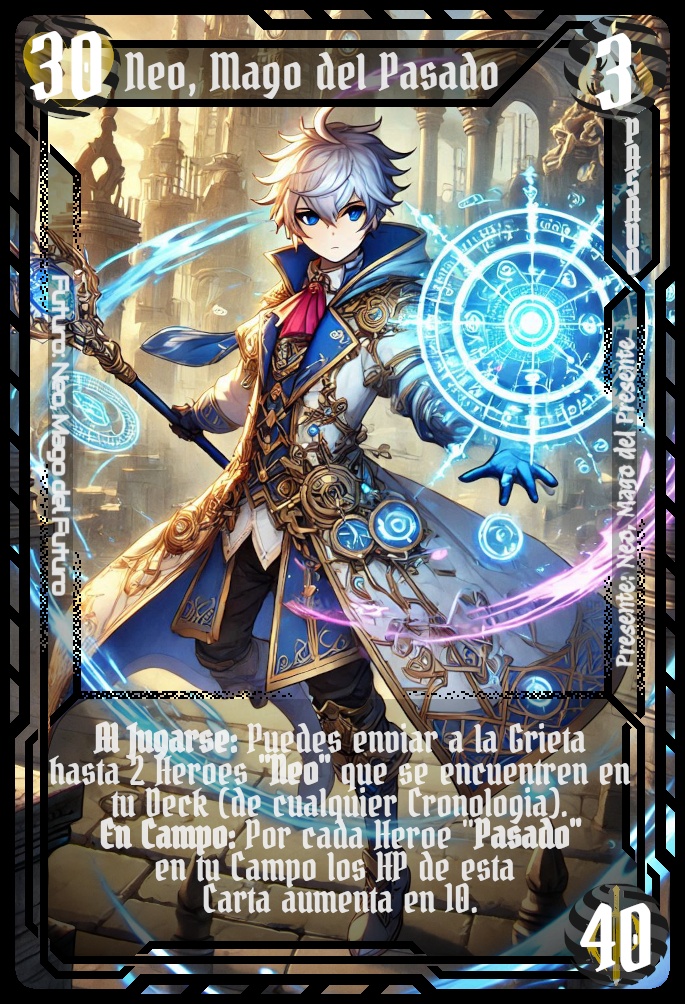 30
Neo, Mago del Pasado
3
Futuro: Neo, Mago del Futuro
Presente: Neo, Mago del Presente
Al Jugarse: Puedes enviar a la Grieta
hasta 2 Heroes "Neo" que se encuentren en
tu Deck (de cualquier Cronologia).
En Campo: Por cada Heroe "Pasado"
en tu Campo los HP de esta
Carta aumenta en 10.
40